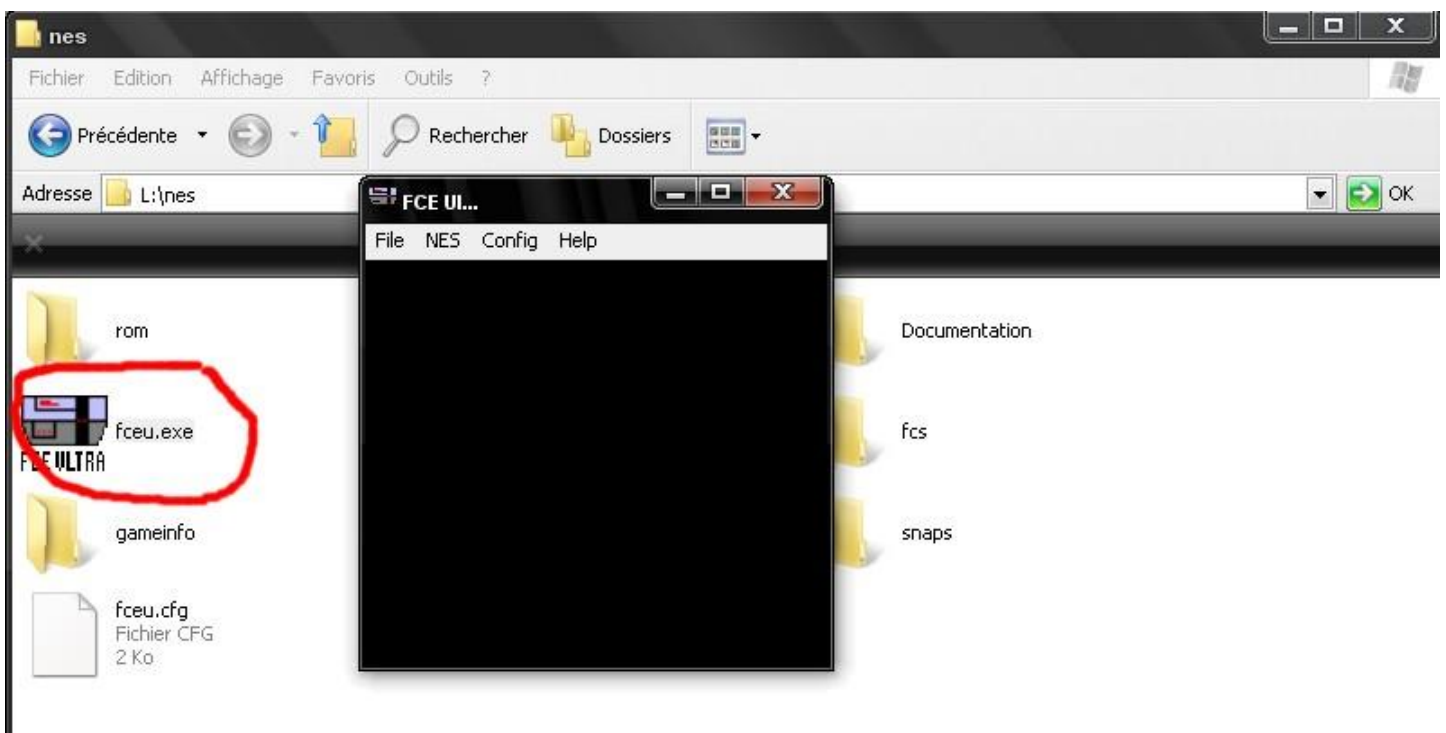 nes
Fichier Edition Affichage Favoris Outils ?
Précédente Rechercher Dossiers
Adresse L:\nes OK
FCE Ul...
File NES Config Help
rom
Documentation
fceu.exe
FCE ULTRA
fcs
gameinfo
snaps
fceu.cfg
Fichier CFG
2 Ko